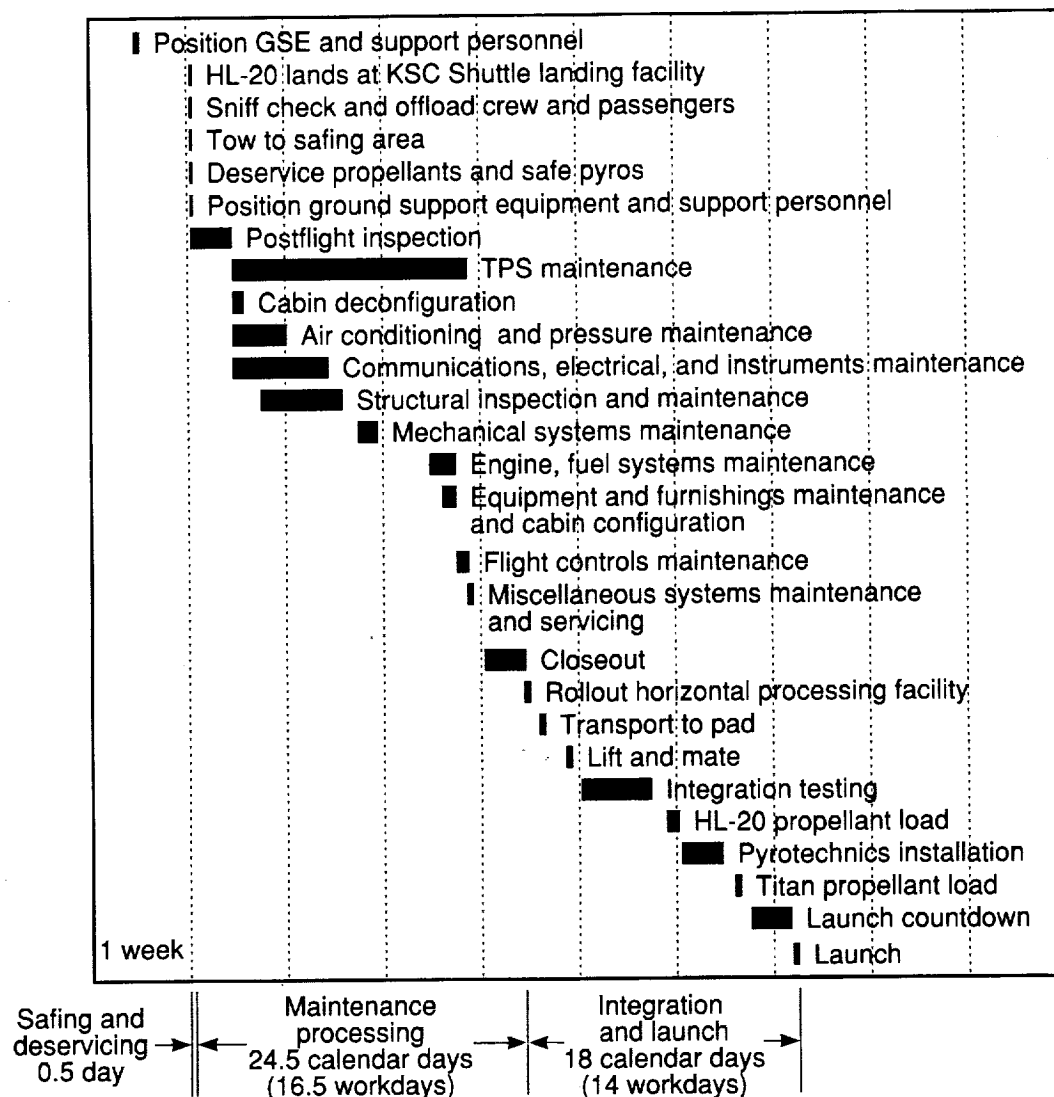 Position GSE and support personnel
HL-20 lands at KSC Shuttle landing facility
Sniff check and offload crew and passengers
Tow to safing area
Deservice propellants and safe pyros
Position ground support equipment and support personnel
Postflight inspection
TPS maintenance
Cabin deconfiguration
Air conditioning and pressure maintenance
Communications, electrical, and instruments maintenance
Structural inspection and maintenance
Mechanical systems maintenance
Engine, fuel systems maintenance
Equipment and furnishings maintenance
and cabin configuration
Flight controls maintenance
Miscellaneous systems maintenance
and servicing
Closeout
Rollout horizontal processing facility
Transport to pad
Lift and mate
Integration testing
HL-20 propellant load
Pyrotechnics installation
Titan propellant load
Launch countdown
1 week
Launch
Safing and
deservicing
0.5 day
Maintenance
processing
24.5 calendar days
(16.5 workdays)
Integration
and launch
18 calendar days
(14 workdays)